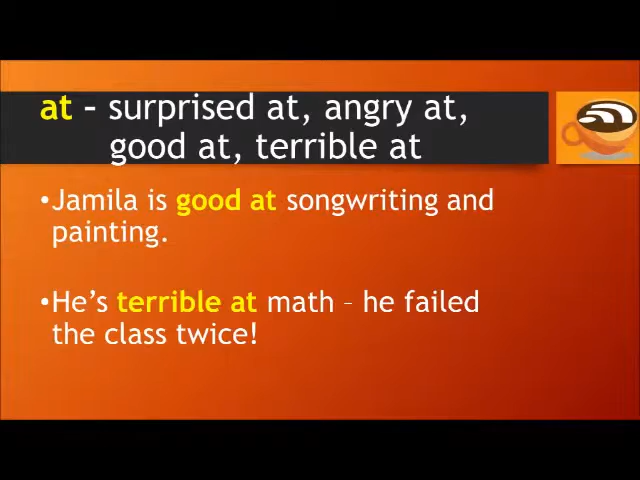 at – surprised at, angry at,
good at, terrible at
•Jamila is good at songwriting and
painting.
•He’s terrible at math – he failed
the class twice!